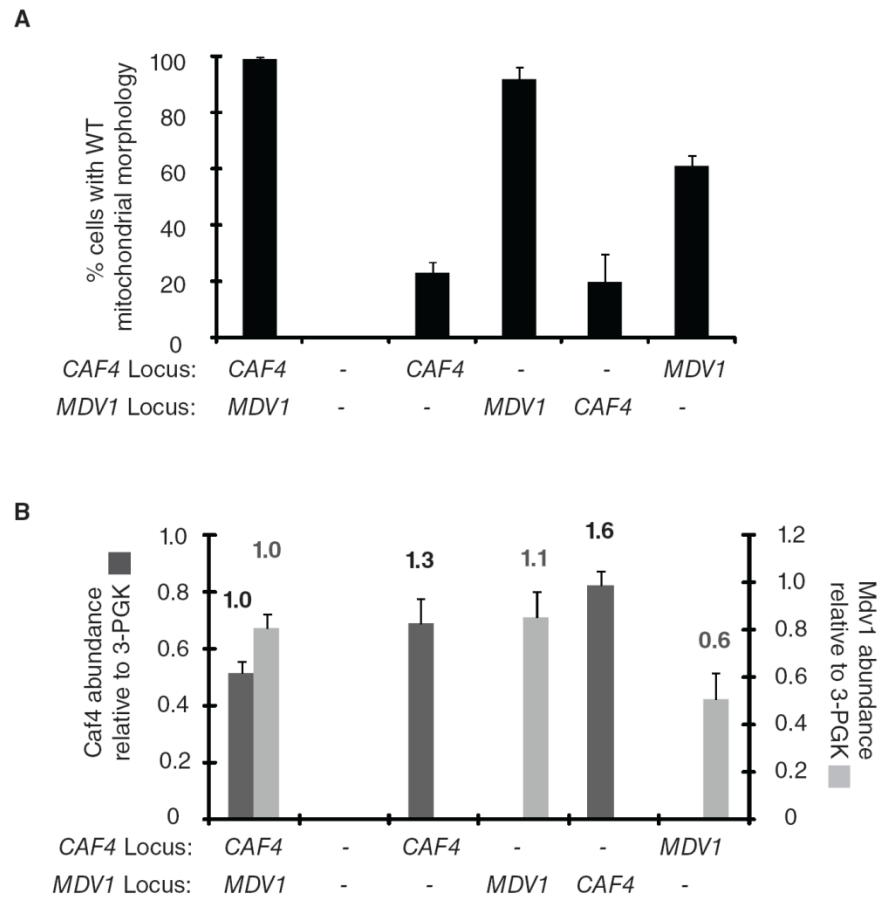 A
% cells with WT
mitochondrial morphology
100
80
60
40
20
0
CAF4 Locus: CAF4 - CAF4 - - MDV1
MDV1 Locus: MDV1 - - MDV1 CAF4 -
B
Caf4 abundance
relative to 3-PGK
1.0
0.8
0.6
0.4
0.2
0
1.0
1.0
1.3
1.1
1.6
0.6
1.2
1.0
0.8
0.6
0.4
0.2
0
Mdv1 abundance
relative to 3-PGK
CAF4 Locus: CAF4 - CAF4 - - MDV1
MDV1 Locus: MDV1 - - MDV1 CAF4 -